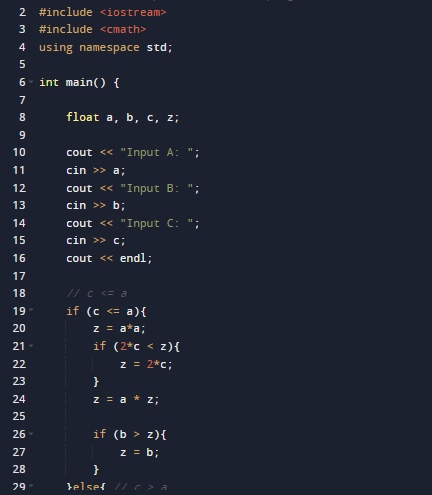 2 #include <iostream>
3 #include <cmath>
4 using namespace std;
5
6 int main() {
7
8 float a, b, c, z;
9
10 cout << "Input A: ";
11 cin >> a;
12 cout << "Input B: ";
13 cin >> b;
14 cout << "Input C: ";
15 cin >> c;
16 cout << endl;
17
18 // c <= a
19 if (c <= a){
20 z = a*a;
21 if (2*c < z){
22 z = 2*c;
23 }
24 z = a * z;
25
26 if (b > z){
27 z = b;
28 }
29 }else{ // c > a